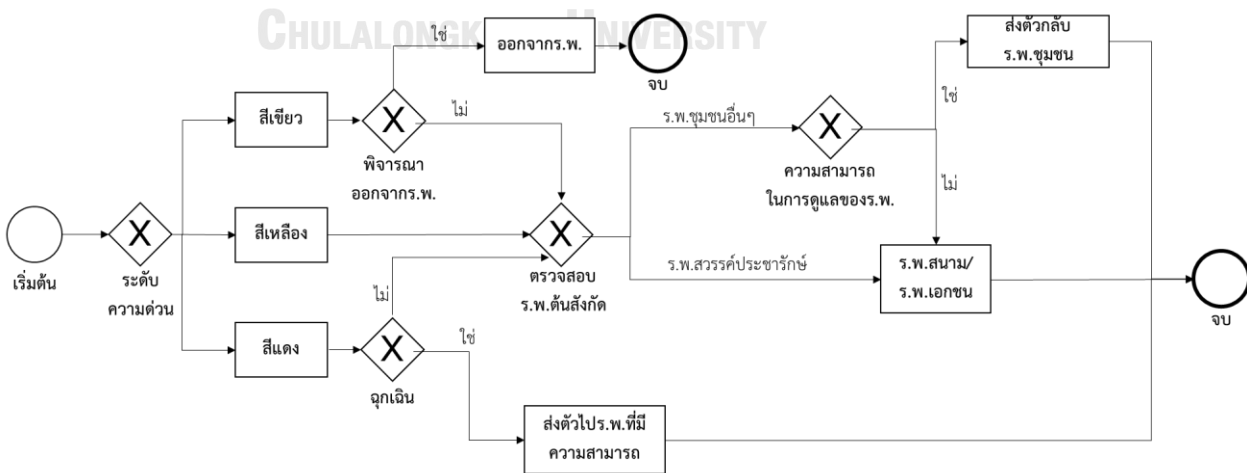 CHULALONGK UNIVERSITY
ใช่
ออกจากร.พ.
จบ
ส่งตัวกลับ
ร.พ.ชุมชน
สีเขียว
ไม่
พิจารณา
ออกจากร.พ.
ร.พ.ชุมชนอื่นๆ
ใช่
ความสามารถ
ในการดูแลของร.พ.
ไม่
เริ่มต้น
ระดับ
ความด่วน
สีเหลือง
ตรวจสอบ
ร.พ.ต้นสังกัด
ร.พ.สวรรค์ประชารักษ์
ร.พ.สนาม/
ร.พ.เอกชน
จบ
ไม่
สีแดง
ใช่
ฉุกเฉิน
ส่งตัวไปร.พ.ที่มี
ความสามารถ